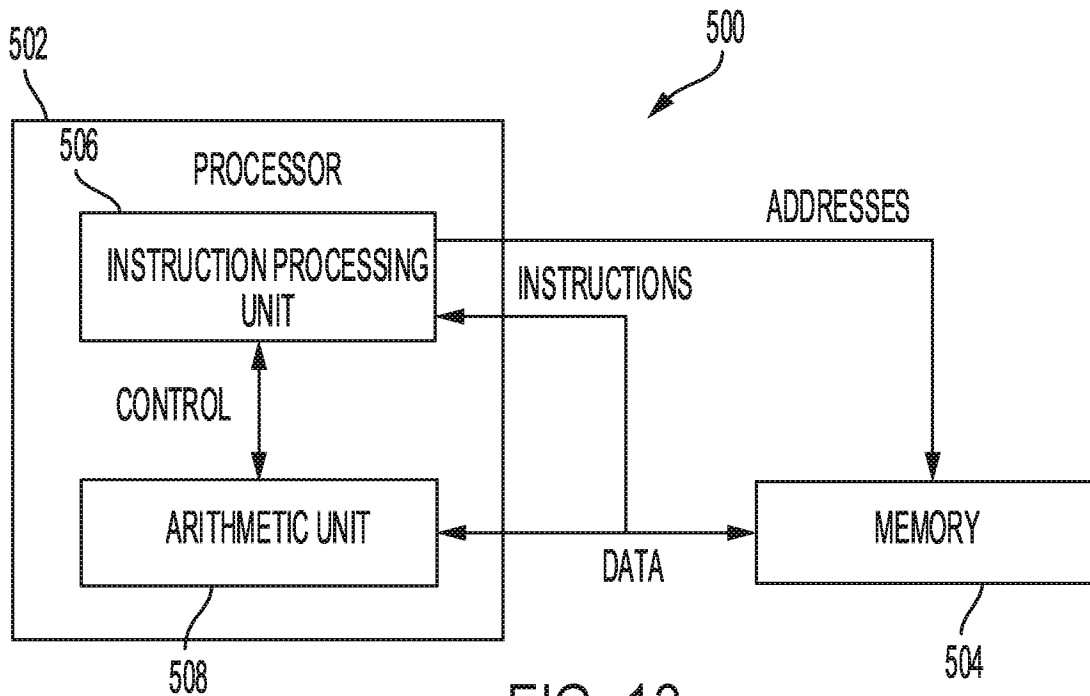 500
502
506
PROCESSOR
ADDRESSES
INSTRUCTION PROCESSING
UNIT
INSTRUCTIONS
CONTROL
ARITHMETIC UNIT
MEMORY
DATA
508
504